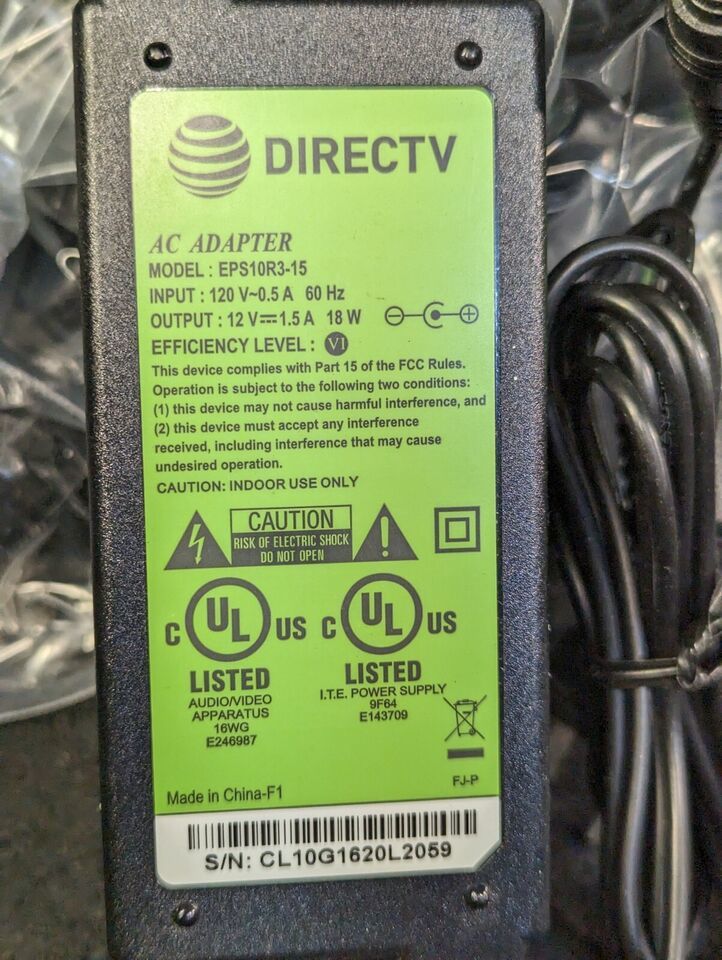 DIRECTV
AC ADAPTER
MODEL : EPS10R3-15
INPUT : 120 V~0.5 A 60 Hz
OUTPUT : 12 V⎓1.5 A 18 W
EFFICIENCY LEVEL : VI
This device complies with Part 15 of the FCC Rules.
Operation is subject to the following two conditions:
(1) this device may not cause harmful interference, and
(2) this device must accept any interference
received, including interference that may cause
undesired operation.
CAUTION: INDOOR USE ONLY
CAUTION
RISK OF ELECTRIC SHOCK
DO NOT OPEN
C UL US
LISTED
AUDIO/VIDEO
APPARATUS
16WG
E246987
C UL US
LISTED
I.T.E. POWER SUPPLY
9F64
E143709
FJ-P
Made in China-F1
S/N: CL10G1620L2059